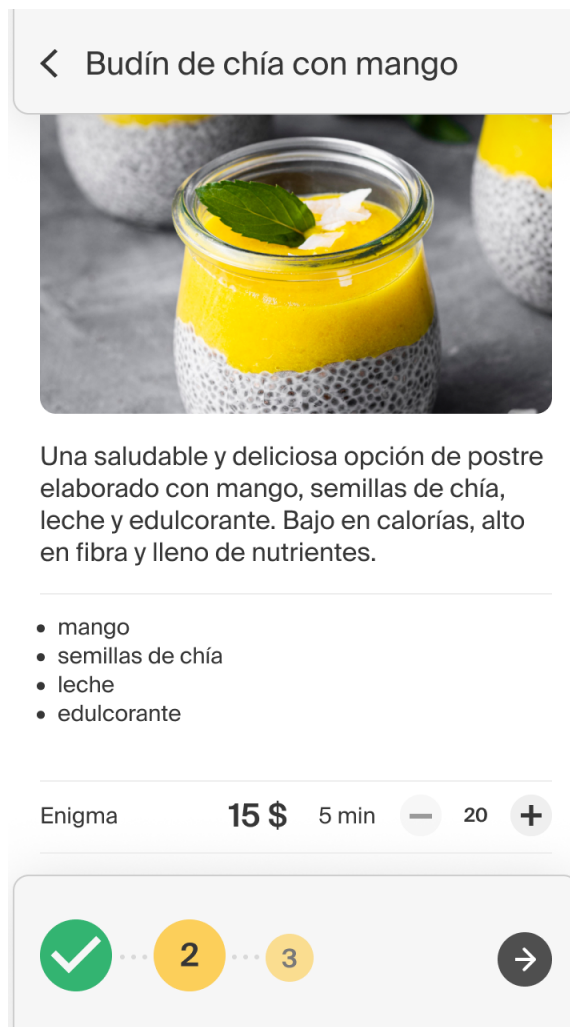 Budín de chía con mango
Una saludable y deliciosa opción de postre
elaborado con mango, semillas de chía,
leche y edulcorante. Bajo en calorías, alto
en fibra y lleno de nutrientes.
• mango
• semillas de chía
• leche
• edulcorante
Enigma 15 $ 5 min − 20 +
2 3